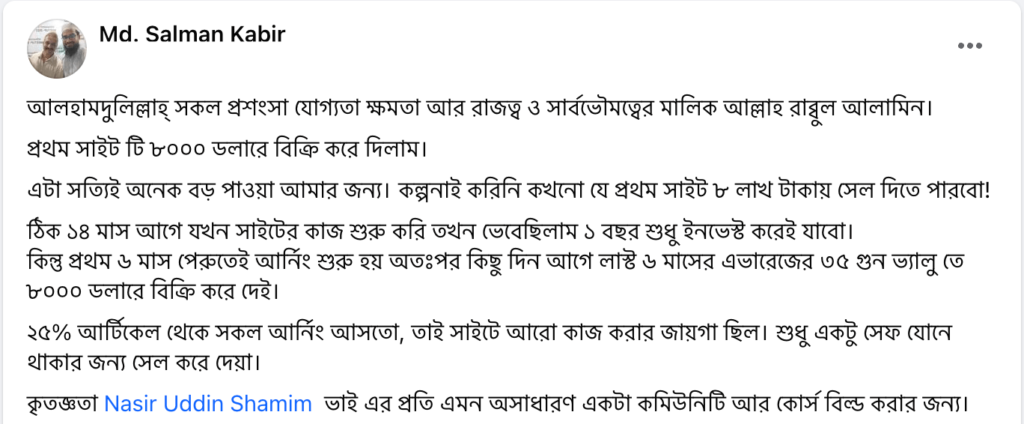 Md. Salman Kabir
আলহামদুলিল্লাহ্ সকল প্রশংসা যোগ্যতা ক্ষমতা আর রাজত্ব ও সার্বভৌমত্বের মালিক আল্লাহ রাব্বুল আলামিন।
প্রথম সাইট টি ৮০০০ ডলারে বিক্রি করে দিলাম।
এটা সত্যিই অনেক বড় পাওয়া আমার জন্য। কল্পনাই করিনি কখনো যে প্রথম সাইট ৮ লাখ টাকায় সেল দিতে পারবো!
ঠিক ১৪ মাস আগে যখন সাইটের কাজ শুরু করি তখন ভেবেছিলাম ১ বছর শুধু ইনভেস্ট করেই যাবো।
কিন্তু প্রথম ৬ মাস পেরুতেই আর্নিং শুরু হয় অতঃপর কিছু দিন আগে লাস্ট ৬ মাসের এভারেজের ৩৫ গুন ভ্যালু তে
৮০০০ ডলারে বিক্রি করে দেই।
২৫% আর্টিকেল থেকে সকল আর্নিং আসতো, তাই সাইটে আরো কাজ করার জায়গা ছিল। শুধু একটু সেফ যোনে
থাকার জন্য সেল করে দেয়া।
কৃতজ্ঞতা Nasir Uddin Shamim ভাই এর প্রতি এমন অসাধারণ একটা কমিউনিটি আর কোর্স বিল্ড করার জন্য।